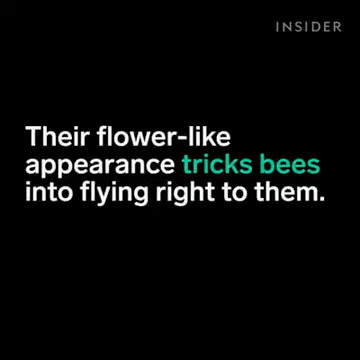 INSIDER
Their flower-like
appearance tricks bees
into flying right to them.